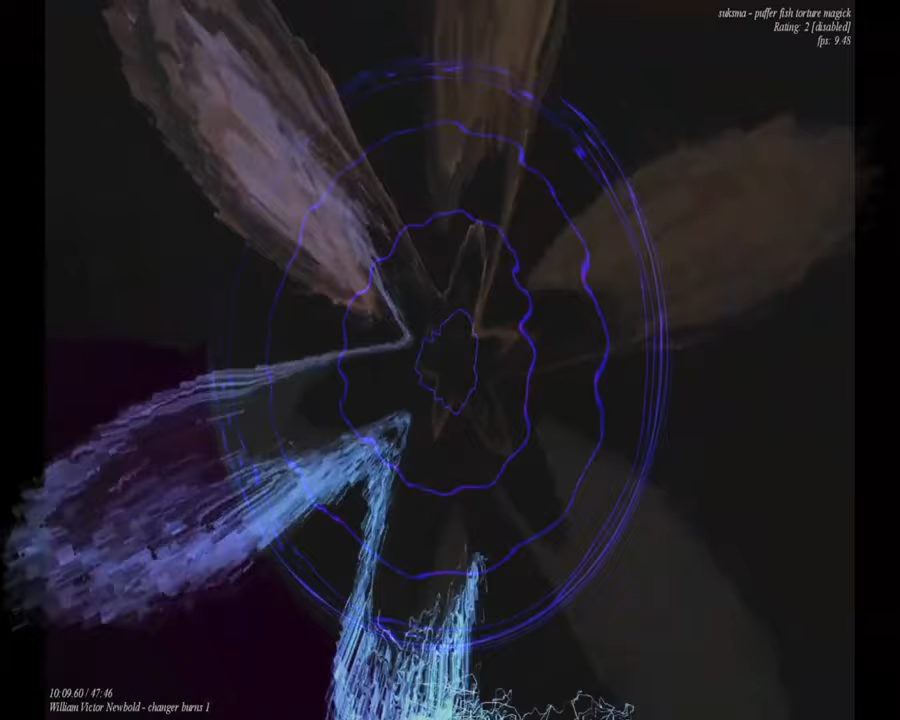 suksma - puffer fish torture magick
Rating: 2 [disabled]
fps: 9.48
10:09.60 / 47:46
William Victor Newbold - changer burns 1